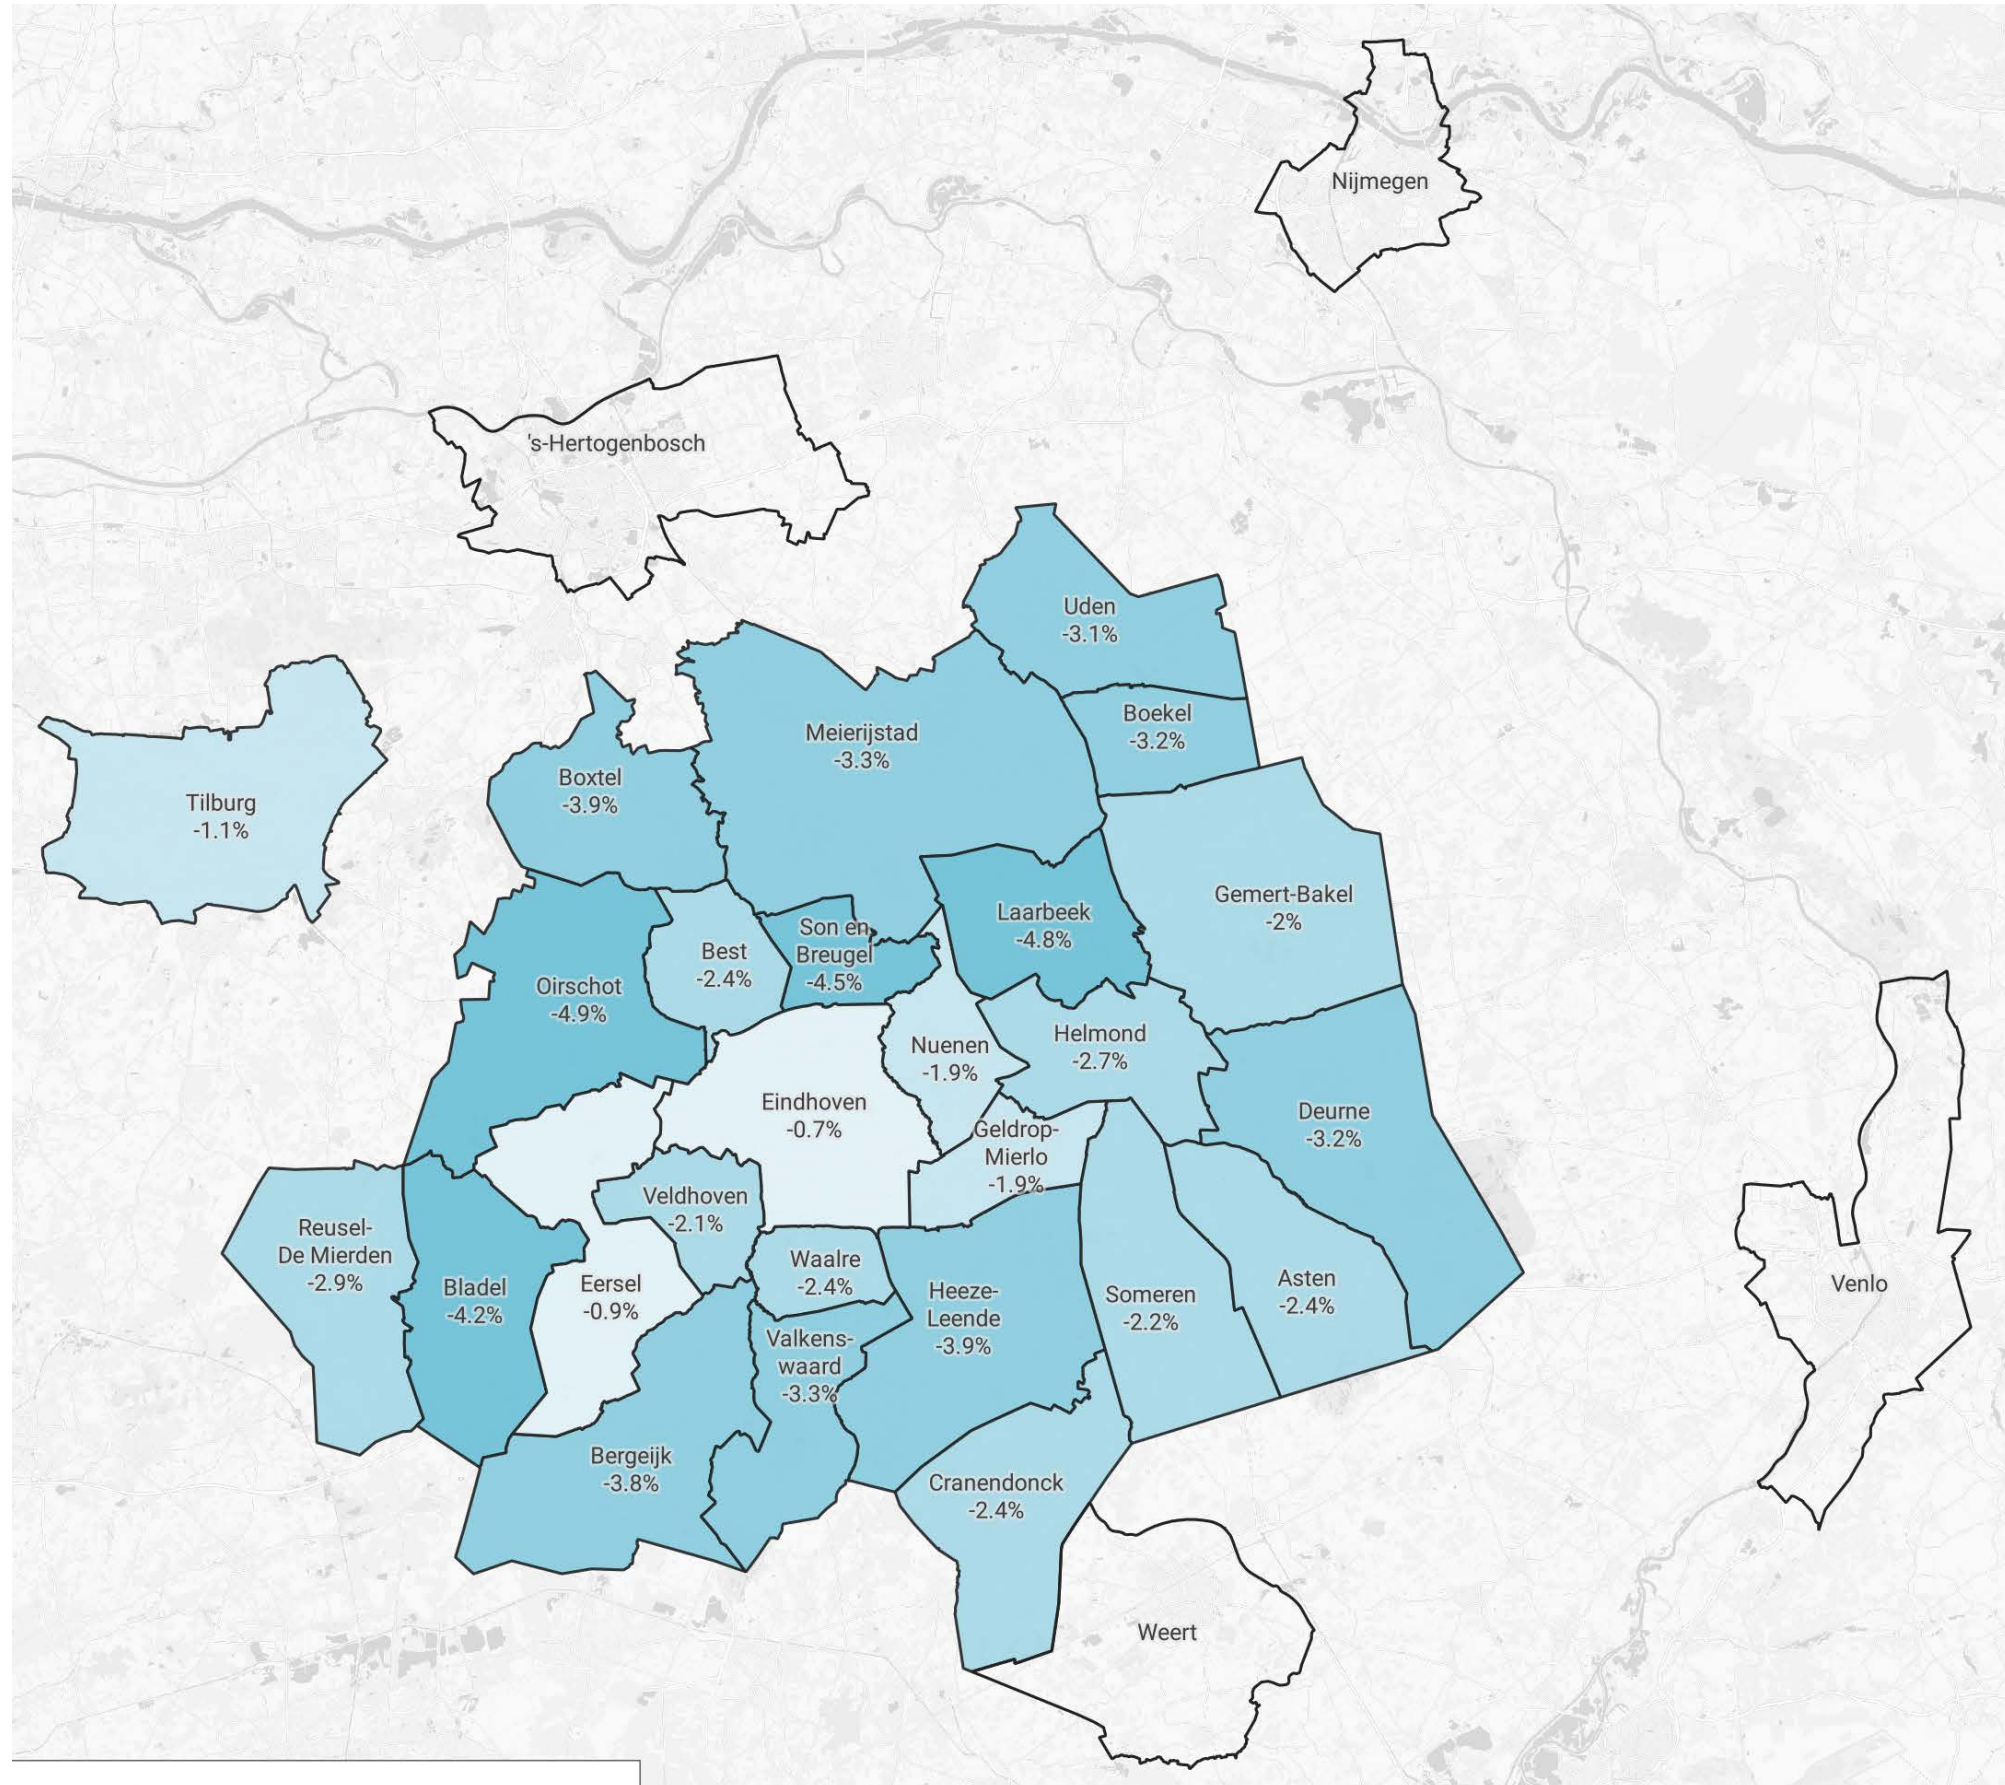 Nijmegen
's-Hertogenbosch
Uden
-3.1%
Boekel
-3.2%
Meierijstad
-3.3%
Boxtel
-3.9%
Tilburg
-1.1%
Gemert-Bakel
-2%
Laarbeek
-4.8%
Son en
Breugel
-4.5%
Best
-2.4%
Oirschot
-4.9%
Helmond
-2.7%
Nuenen
-1.9%
Eindhoven
-0.7%
Deurne
-3.2%
Geldrop-
Mierlo
-1.9%
Veldhoven
-2.1%
Reusel-
De Mierden
-2.9%
Waalre
-2.4%
Bladel
-4.2%
Eersel
-0.9%
Heeze-
Leende
-3.9%
Someren
-2.2%
Asten
-2.4%
Venlo
Valkens-
waard
-3.3%
Bergeijk
-3.8%
Cranendonck
-2.4%
Weert